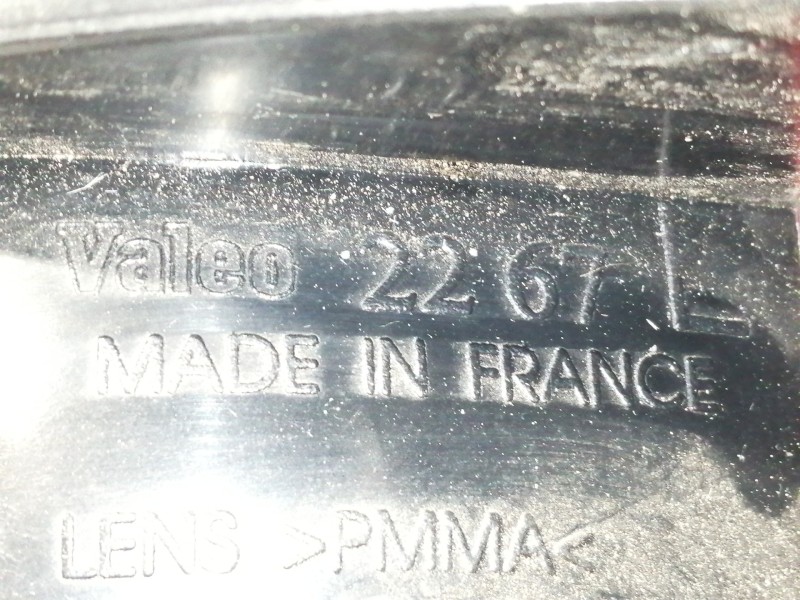 Valeo 22 67 L
MADE IN FRANCE
LENS >PMMA<